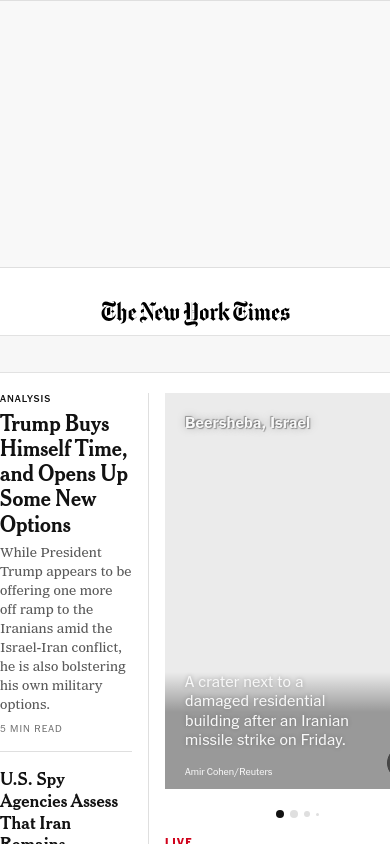 The New York Times
ANALYSIS
Trump Buys
Himself Time,
and Opens Up
Some New
Options
While President
Trump appears to be
offering one more
off ramp to the
Iranians amid the
Israel-Iran conflict,
he is also bolstering
his own military
options.
5 MIN READ
U.S. Spy
Agencies Assess
That Iran
Remains
Beersheba, Israel
A crater next to a
damaged residential
building after an Iranian
missile strike on Friday.
Amir Cohen/Reuters
LIVE